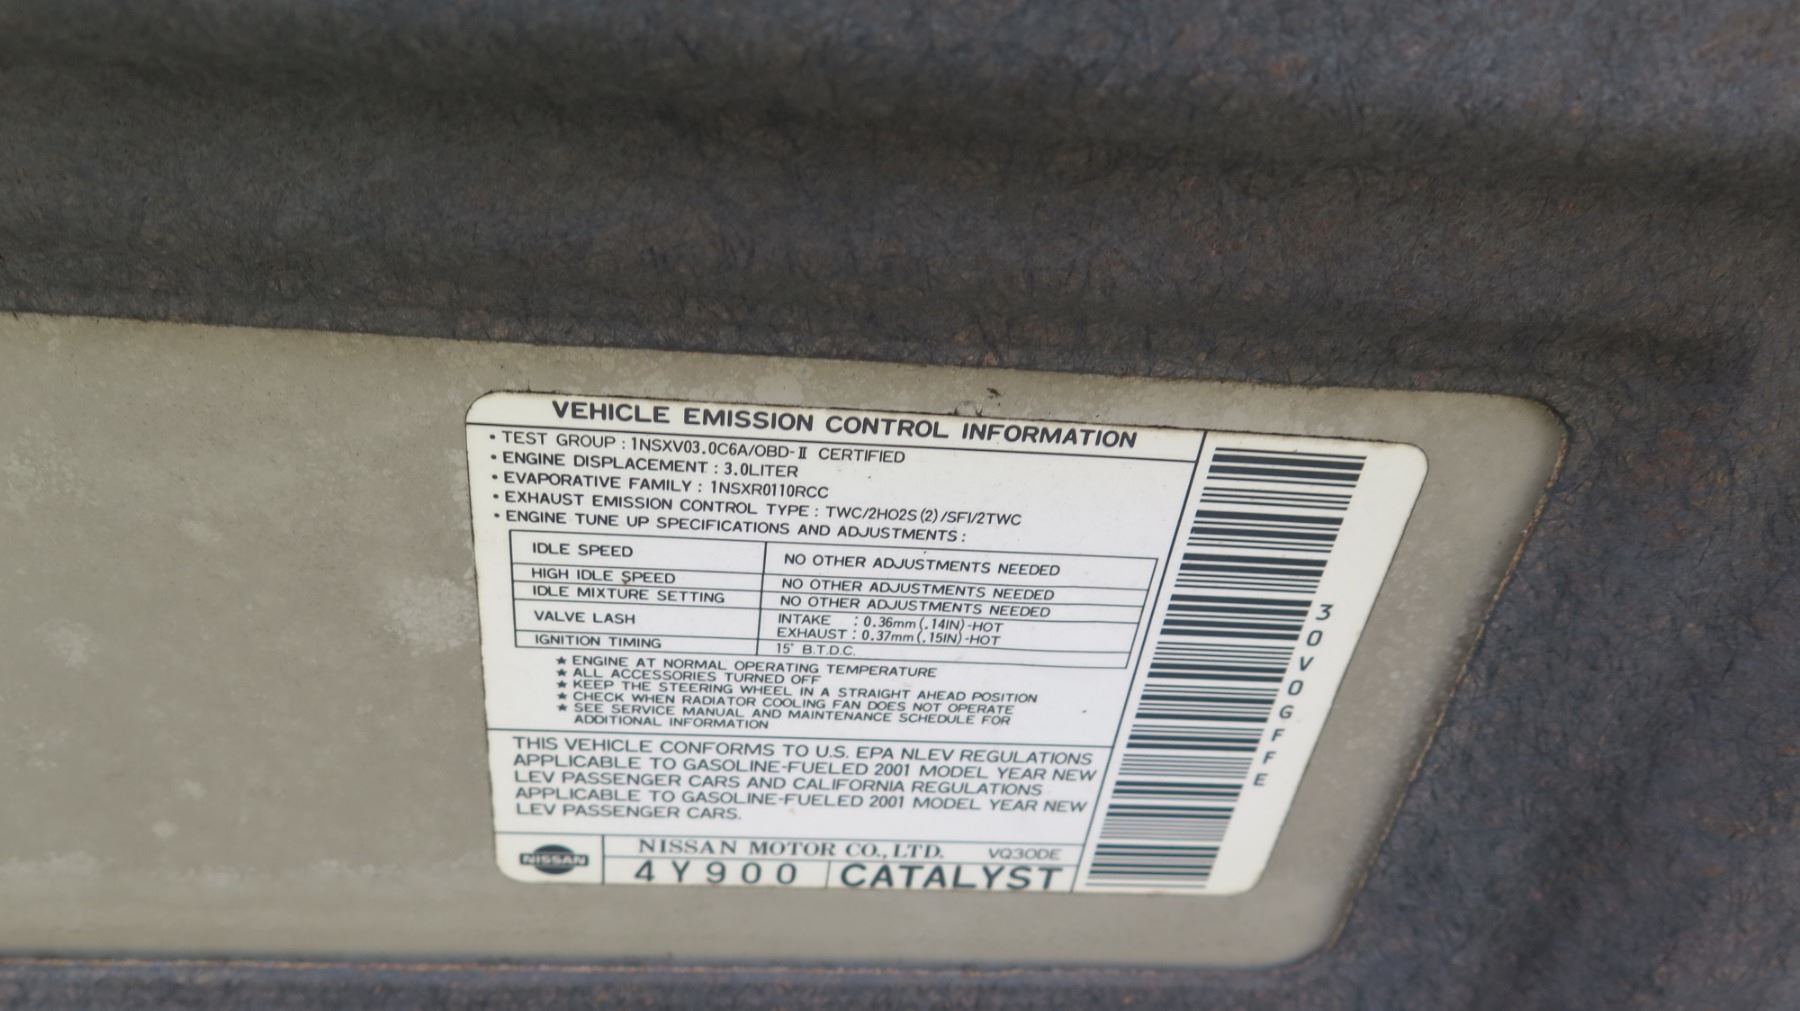 VEHICLE EMISSION CONTROL INFORMATION
• TEST GROUP : 1NSXV03.0C6A/OBD-Ⅱ CERTIFIED
• ENGINE DISPLACEMENT : 3.0LITER
• EVAPORATIVE FAMILY : 1NSXR0110RCC
• EXHAUST EMISSION CONTROL TYPE : TWC/2HO2S(2)/SFI/2TWC
• ENGINE TUNE UP SPECIFICATIONS AND ADJUSTMENTS :
IDLE SPEED NO OTHER ADJUSTMENTS NEEDED
HIGH IDLE SPEED NO OTHER ADJUSTMENTS NEEDED
IDLE MIXTURE SETTING NO OTHER ADJUSTMENTS NEEDED
VALVE LASH INTAKE : 0.36mm(.14IN)-HOT
EXHAUST : 0.37mm(.15IN)-HOT
IGNITION TIMING 15° B.T.D.C.
★ ENGINE AT NORMAL OPERATING TEMPERATURE
★ ALL ACCESSORIES TURNED OFF
★ KEEP THE STEERING WHEEL IN A STRAIGHT AHEAD POSITION
★ CHECK WHEN RADIATOR COOLING FAN DOES NOT OPERATE
★ SEE SERVICE MANUAL AND MAINTENANCE SCHEDULE FOR
ADDITIONAL INFORMATION
THIS VEHICLE CONFORMS TO U.S. EPA NLEV REGULATIONS
APPLICABLE TO GASOLINE-FUELED 2001 MODEL YEAR NEW
LEV PASSENGER CARS AND CALIFORNIA REGULATIONS
APPLICABLE TO GASOLINE-FUELED 2001 MODEL YEAR NEW
LEV PASSENGER CARS.
NISSAN
NISSAN MOTOR CO., LTD. VQ30DE
4Y900 CATALYST
30V0GFFE